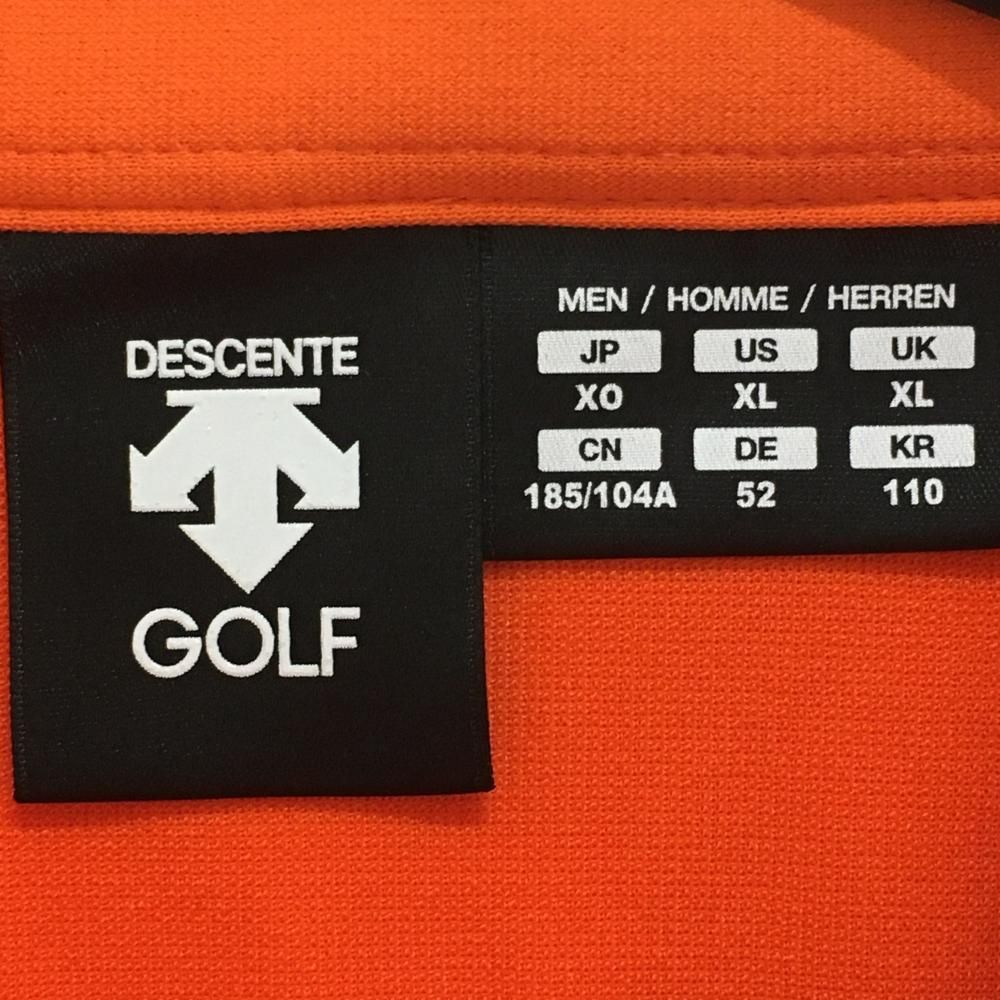 DESCENTE
GOLF
MEN / HOMME / HERREN
JP US UK
XO XL XL
CN DE KR
185/104A 52 110